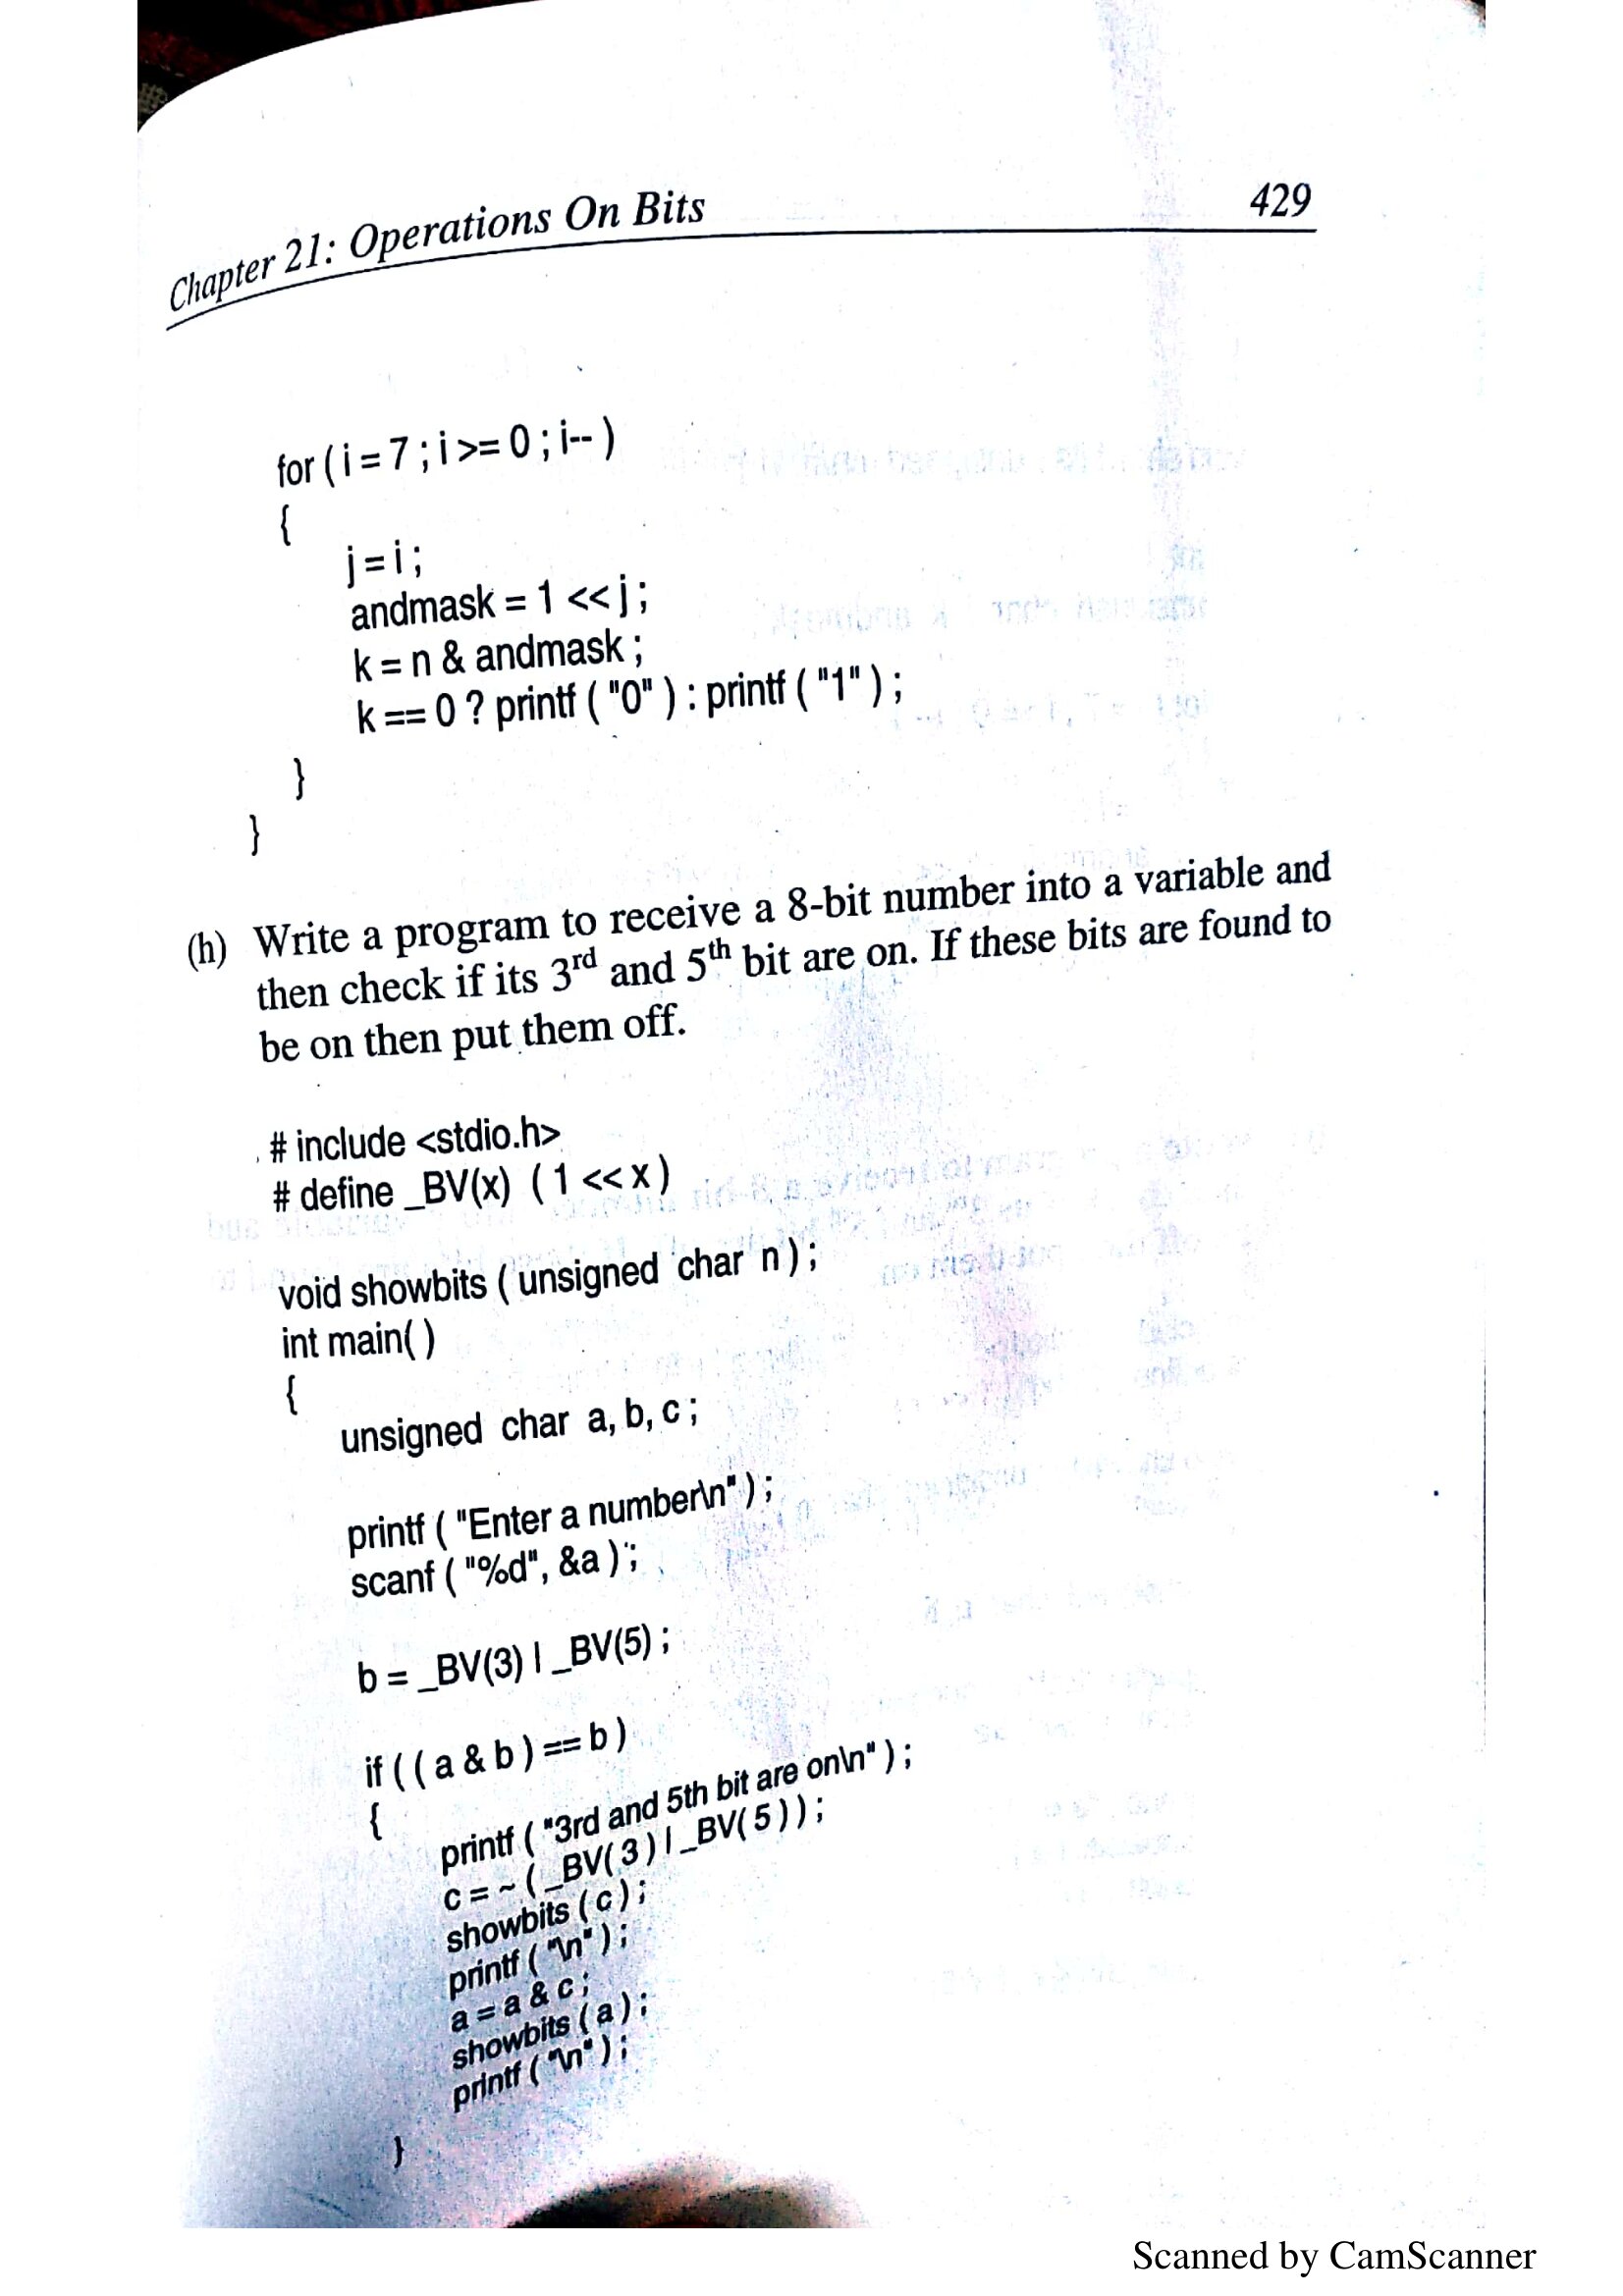 Chapter 21: Operations On Bits 429
for ( i = 7 ; i >= 0 ; i-- )
{
j = i ;
andmask = 1 << j ;
k = n & andmask ;
k == 0 ? printf ( "0" ) : printf ( "1" ) ;
}
}
(h) Write a program to receive a 8-bit number into a variable and
then check if its 3rd and 5th bit are on. If these bits are found to
be on then put them off.
# include <stdio.h>
# define _BV(x) ( 1 << x )
void showbits ( unsigned char n ) ;
int main( )
{
unsigned char a, b, c ;
printf ( "Enter a number\n" ) ;
scanf ( "%d", &a ) ;
b = _BV(3) | _BV(5) ;
if ( ( a & b ) == b )
{
printf ( "3rd and 5th bit are on\n" ) ;
c = ~ ( _BV( 3 ) | _BV( 5 ) ) ;
showbits ( c ) ;
printf ( "\n" ) ;
a = a & c ;
showbits ( a ) ;
printf ( "\n" ) ;
}
Scanned by CamScanner